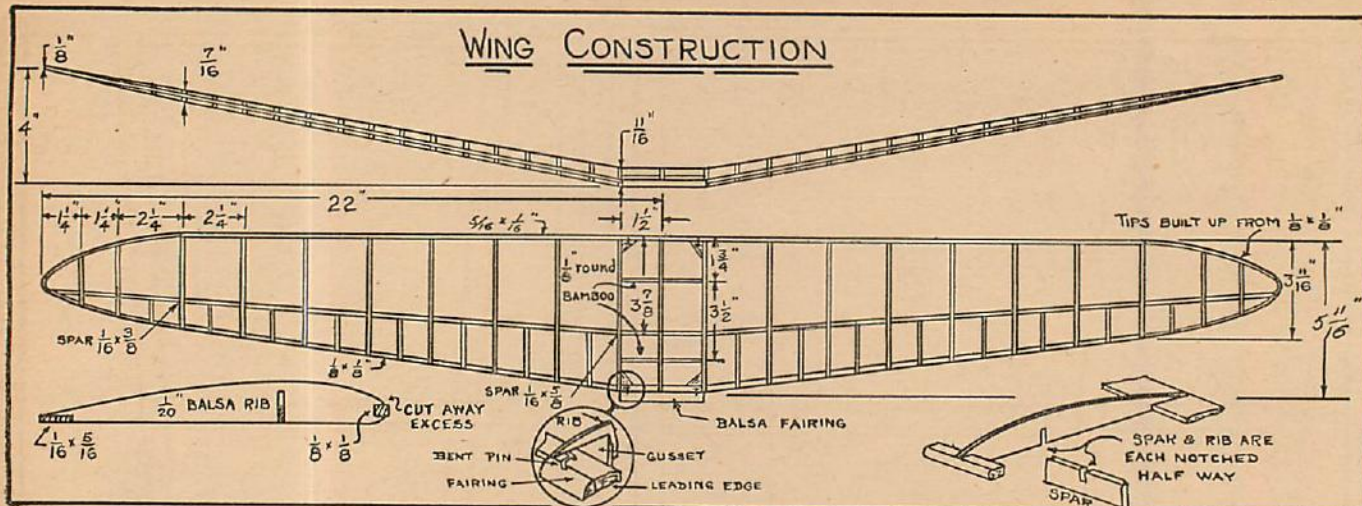 WING CONSTRUCTION
1/8"
7/16"
4"
11/16"
22"
1 1/4"
1 1/4"
2 1/4"
2 1/4"
5/16 × 1/16"
1 1/2"
TIPS BUILT UP FROM 1/8 × 1/8"
1/8" ROUND
BAMBOO
3 7/8"
1 3/4"
3 1/2"
3 11/16"
5 11/16"
SPAR 1/16 × 3/8
1/8 × 1/8"
SPAR 1/16 × 5/8
1/20" BALSA RIB
CUT AWAY
EXCESS
1/16 × 5/16
1/8 × 1/8
BALSA FAIRING
RIB
BENT PIN
GUSSET
FAIRING
LEADING EDGE
SPAR & RIB ARE
EACH NOTCHED
HALF WAY
SPAR